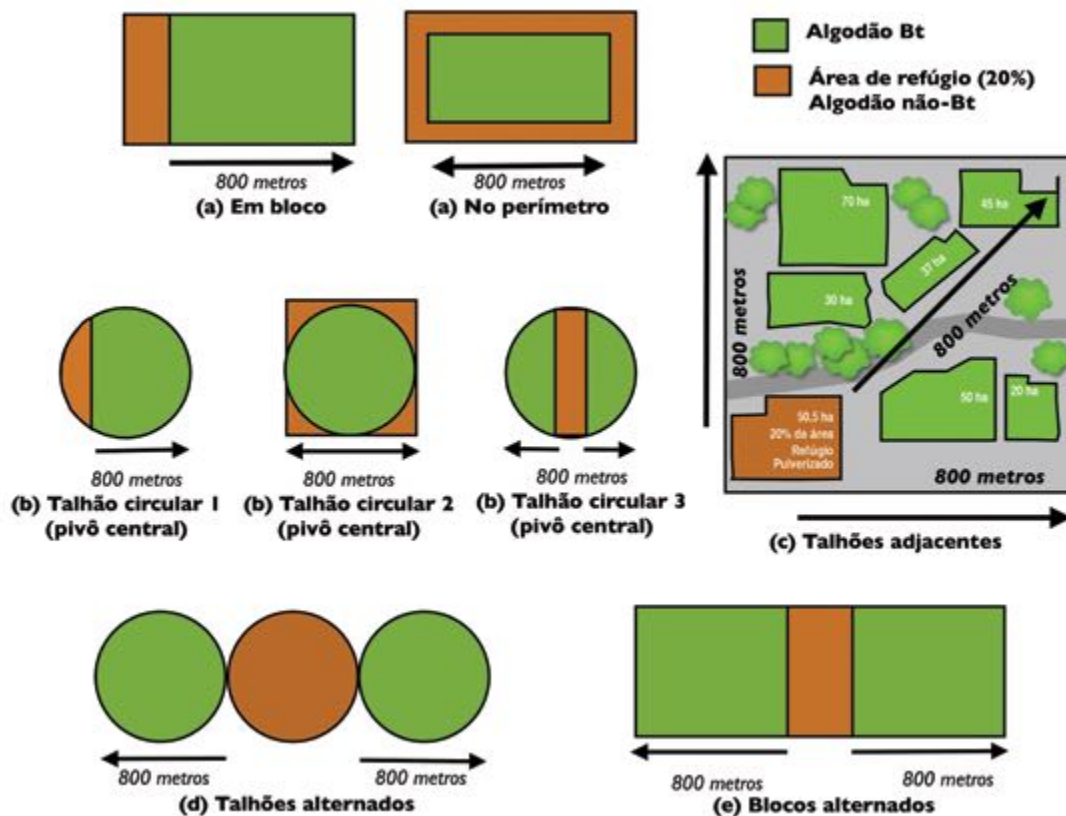 Algodão Bt
Área de refúgio (20%)
Algodão não-Bt
800 metros
(a) Em bloco
800 metros
(a) No perímetro
800 metros
(b) Talhão circular 1
(pivô central)
800 metros
(b) Talhão circular 2
(pivô central)
800 metros
(b) Talhão circular 3
(pivô central)
70 ha
45 ha
37 ha
30 ha
800 metros
800 metros
50 ha
20 ha
50,5 ha
20% da área
Refúgio
Pulverizado
800 metros
(c) Talhões adjacentes
800 metros
800 metros
(d) Talhões alternados
800 metros
800 metros
(e) Blocos alternados